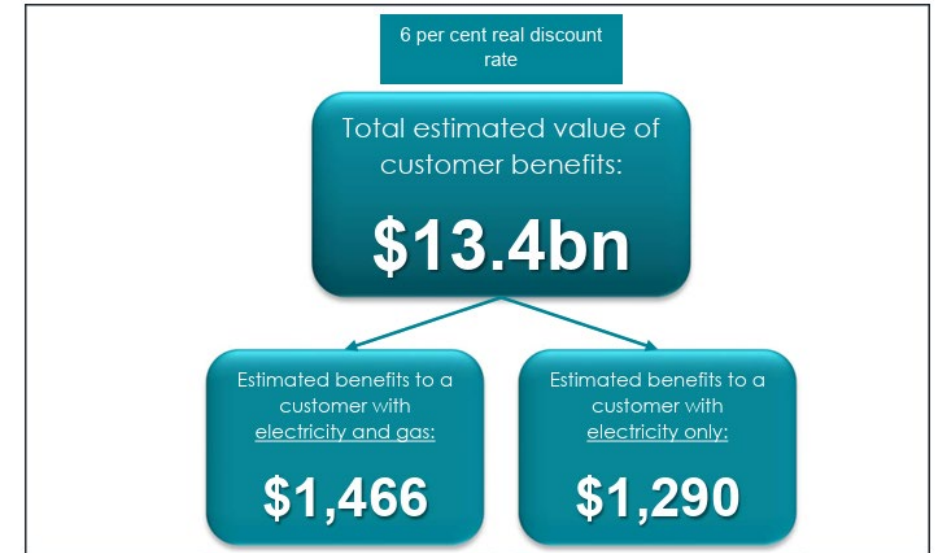 6 per cent real discount
rate
Total estimated value of
customer benefits:
$13.4bn
Estimated benefits to a
customer with
electricity and gas:
$1,466
Estimated benefits to a
customer with
electricity only:
$1,290